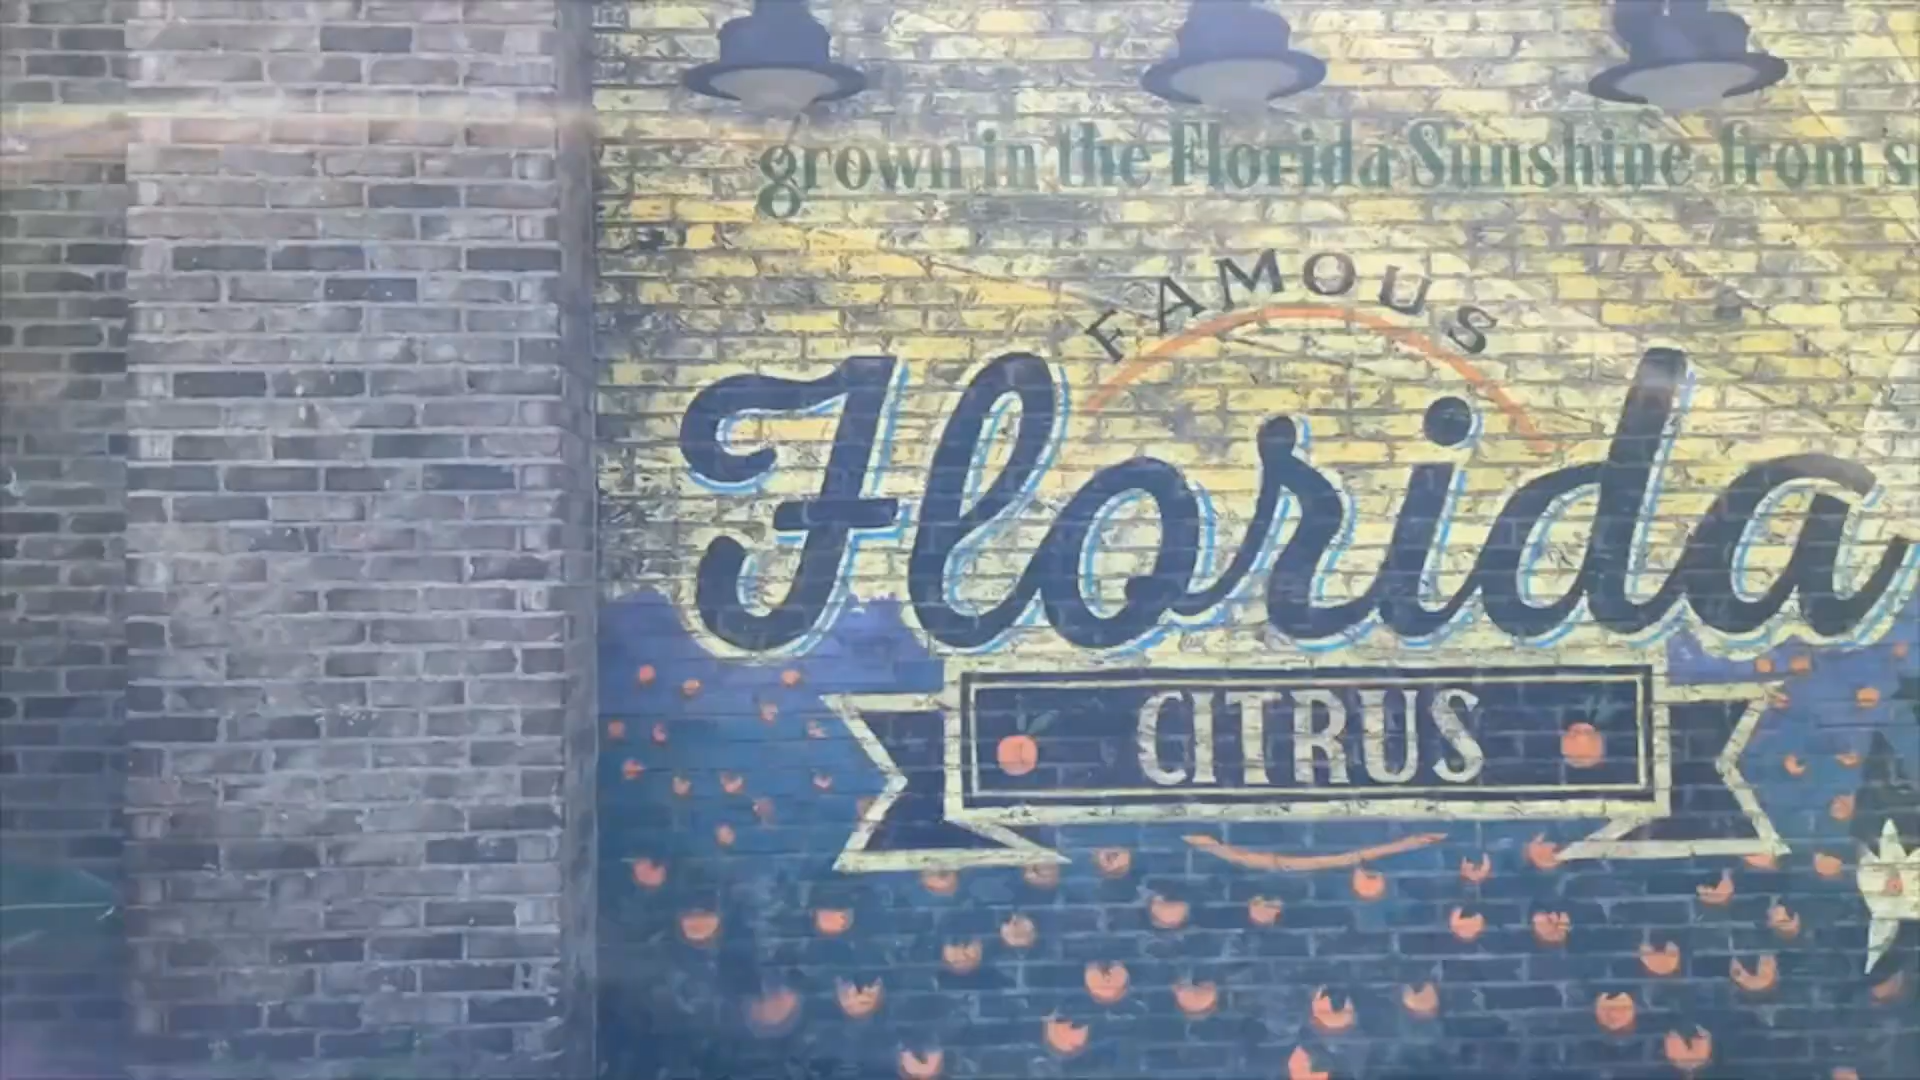 grown in the Florida Sunshine from
FAMOUS
Florida
CITRUS